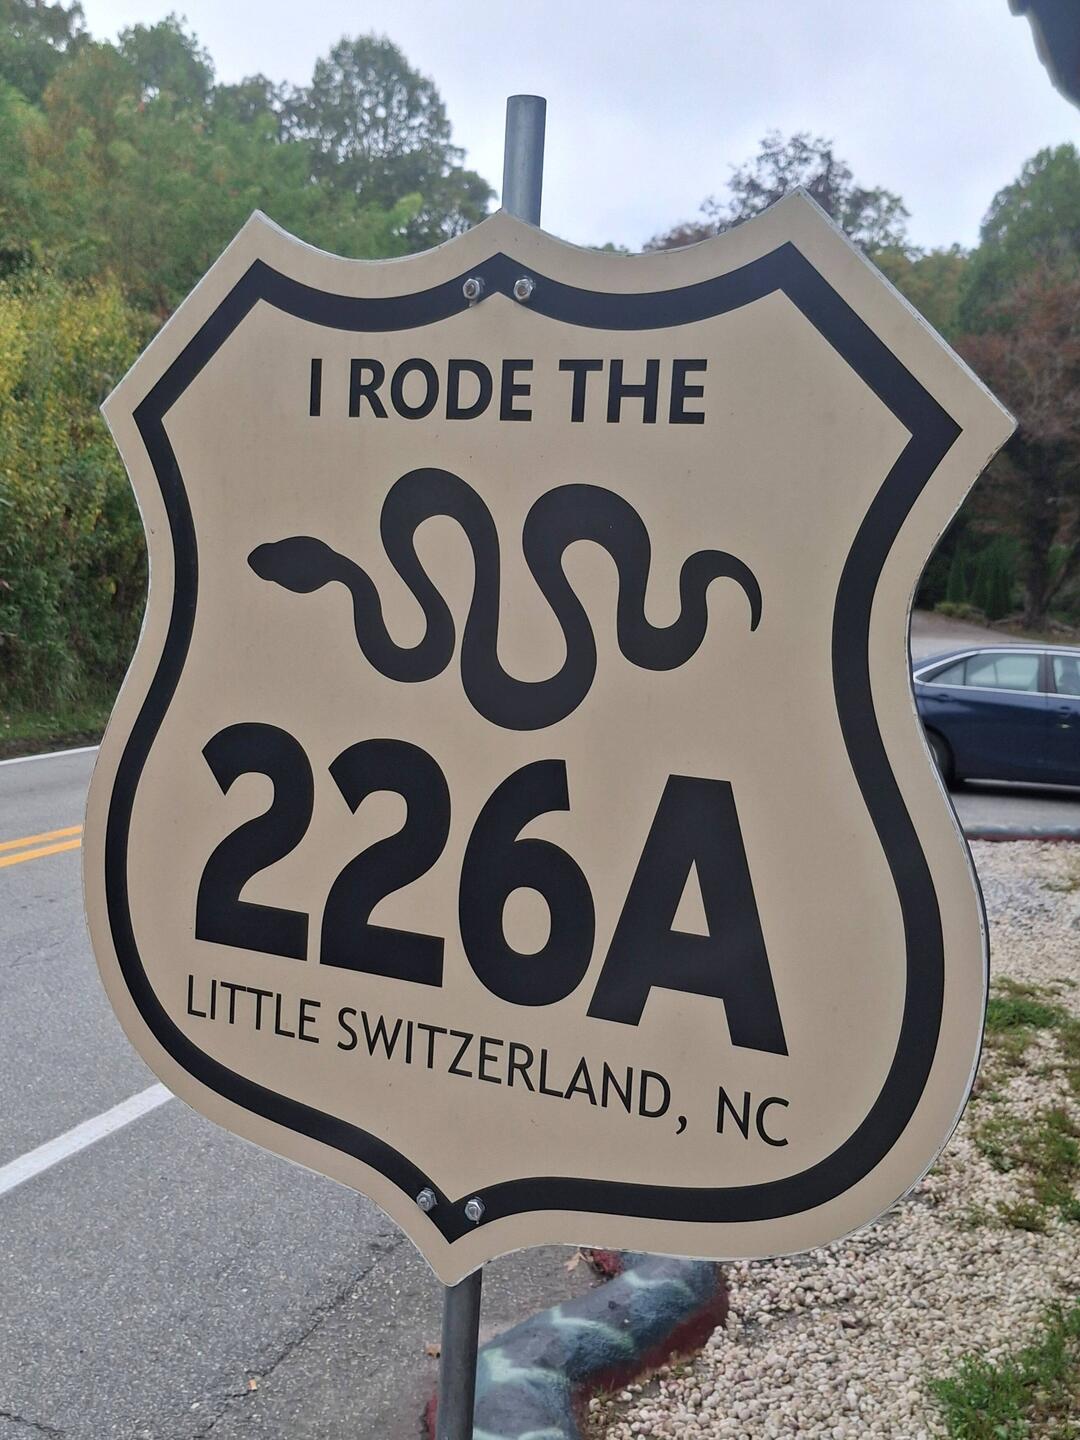 I RODE THE
226A
LITTLE SWITZERLAND, NC